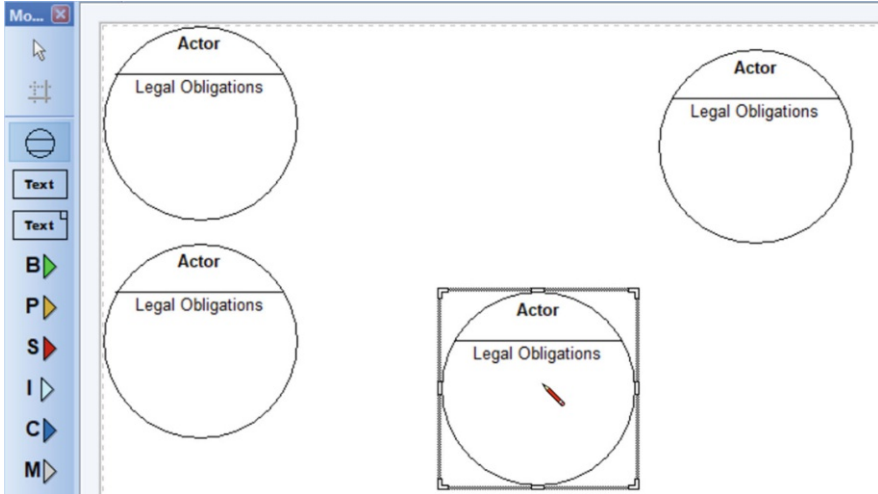 Mo...
Text
Text
B
P
S
I
C
M
Actor
Legal Obligations
Actor
Legal Obligations
Actor
Legal Obligations
Actor
Legal Obligations